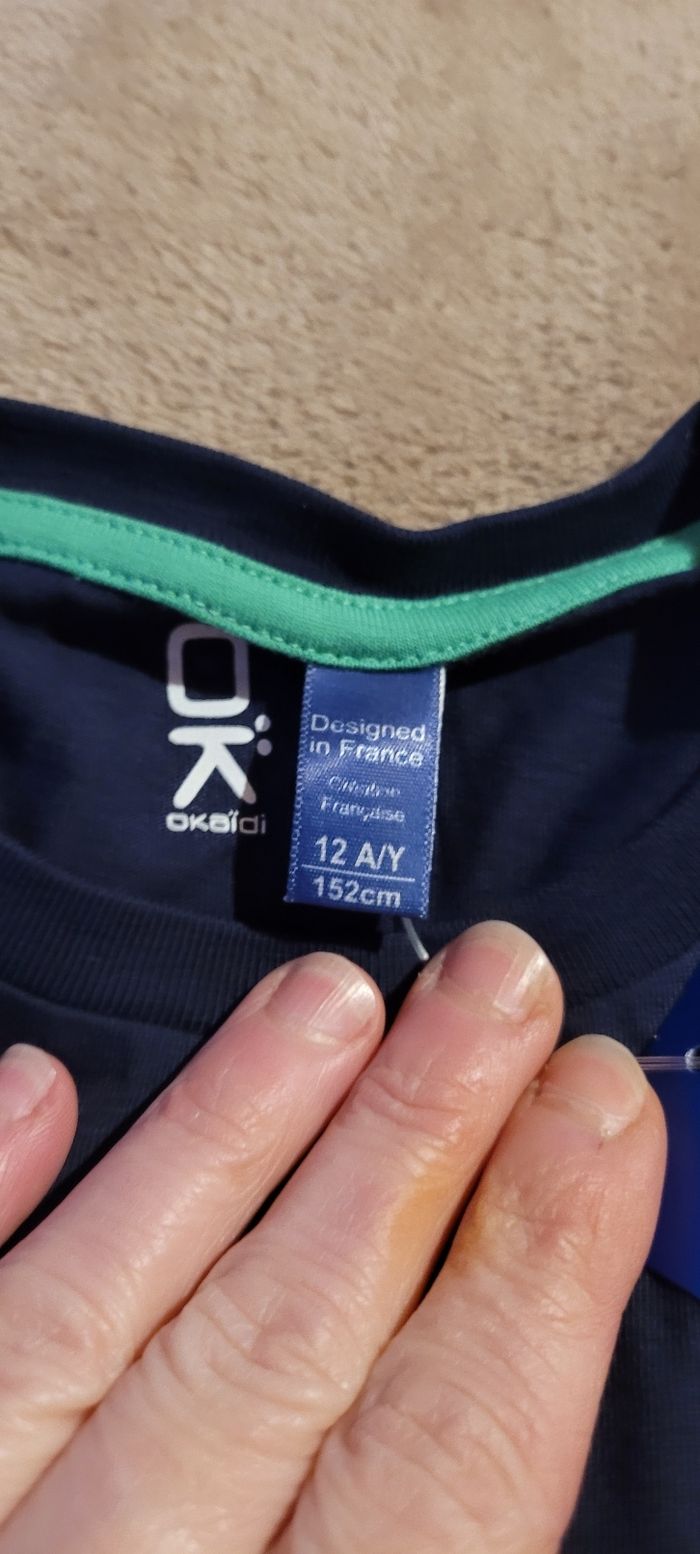 OK
OKaïdi
Designed
in France
Création
Française
12 A/Y
152cm